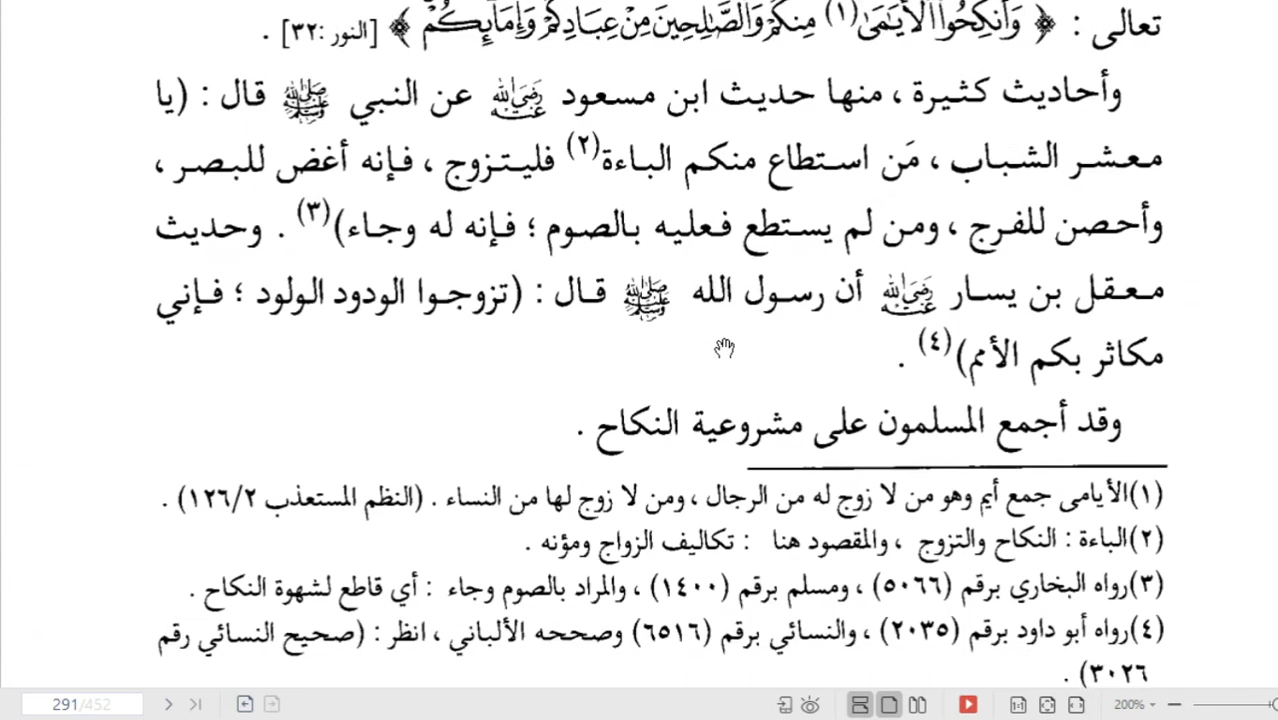 تعالى : ﴿ وَأَنكِحُوا الْأَيَامَىٰ(١) مِنكُمْ وَالصَّالِحِينَ مِنْ عِبَادِكُمْ وَإِمَائِكُمْ ﴾ [النور :٣٢] .
وأحاديث كثيرة ، منها حديث ابن مسعود رَضِيَ اللهُ عَنْهُ عن النبي ﷺ قال : (يا
معشر الشباب ، مَن استطاع منكم الباءة(٢) فليتزوج ، فإنه أغض للبصر ،
وأحصن للفرج ، ومن لم يستطع فعليه بالصوم ؛ فإنه له وجاء)(٣) . وحديث
معقل بن يسار رَضِيَ اللهُ عَنْهُ أن رسول الله ﷺ قال : (تزوجوا الودود الولود ؛ فإني
مكاثر بكم الأمم)(٤) .
وقد أجمع المسلمون على مشروعية النكاح .
(١)الأيامى جمع أيم وهو من لا زوج له من الرجال ، ومن لا زوج لها من النساء . (النظم المستعذب ١٢٦/٢) .
(٢)الباءة : النكاح والتزوج ، والمقصود هنا : تكاليف الزواج ومؤنه .
(٣)رواه البخاري برقم (٥٠٦٦) ، ومسلم برقم (١٤٠٠) ، والمراد بالصوم وجاء : أي قاطع لشهوة النكاح .
(٤)رواه أبو داود برقم (٢٠٣٥) ، والنسائي برقم (٦٥١٦) وصححه الألباني ، انظر : (صحيح النسائي رقم
٣٠٢٦) .
291/452 1:1 200%